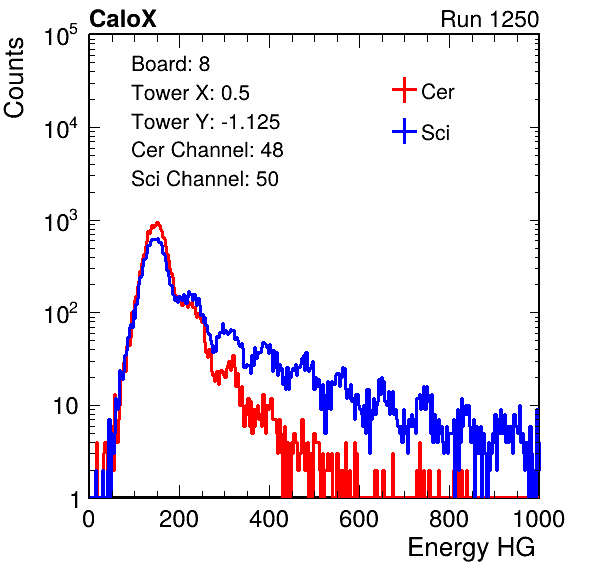 CaloX Run 1250
Counts
10^5
10^4
10^3
10^2
10
1
Board: 8
Tower X: 0.5
Tower Y: -1.125
Cer Channel: 48
Sci Channel: 50
Cer
Sci
0 200 400 600 800 1000
Energy HG